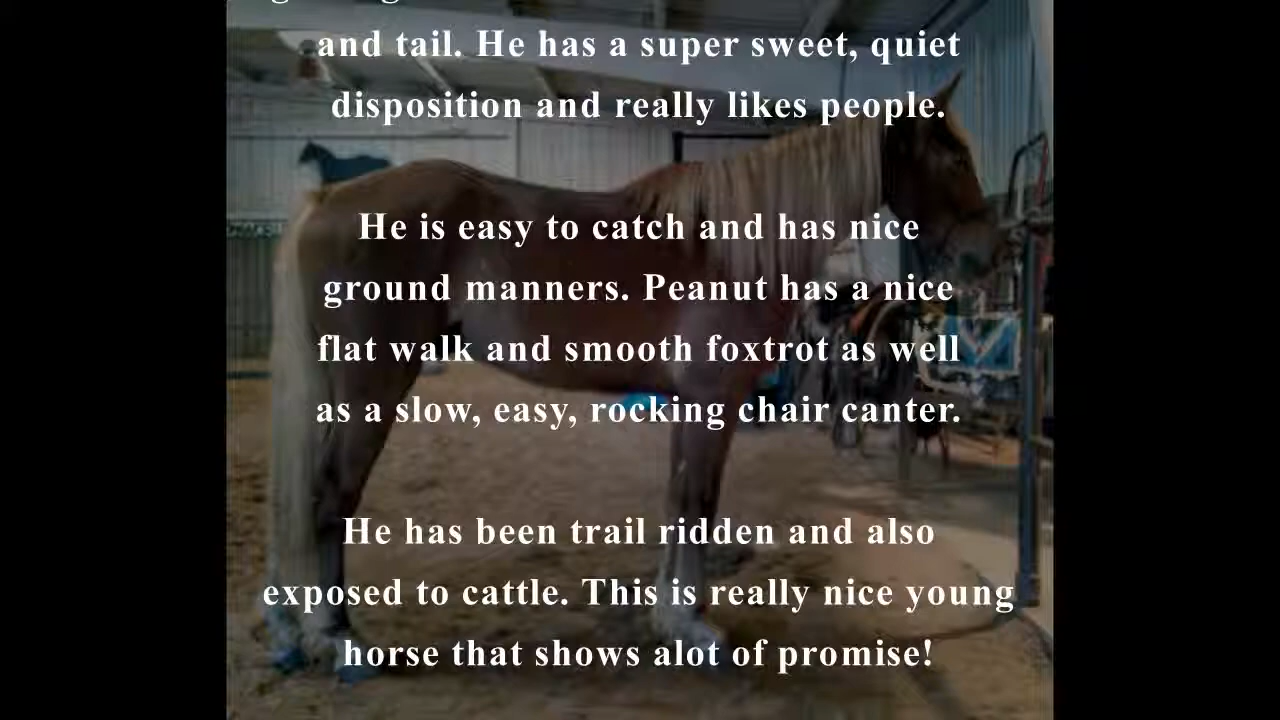 and tail. He has a super sweet, quiet
disposition and really likes people.
He is easy to catch and has nice
ground manners. Peanut has a nice
flat walk and smooth foxtrot as well
as a slow, easy, rocking chair canter.
He has been trail ridden and also
exposed to cattle. This is really nice young
horse that shows alot of promise!